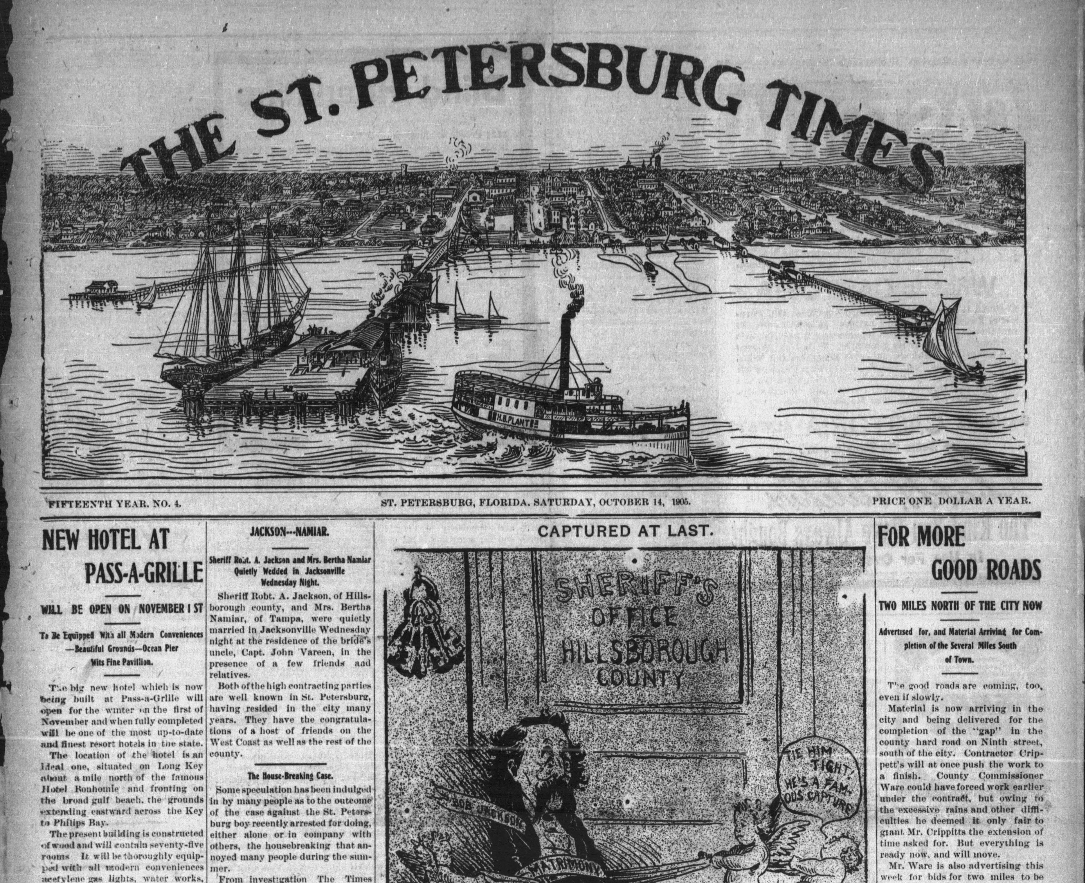 THE ST. PETERSBURG TIMES
H.B. PLANT
FIFTEENTH YEAR. NO. 4.
ST. PETERSBURG, FLORIDA, SATURDAY, OCTOBER 14, 1905.
PRICE ONE DOLLAR A YEAR.
NEW HOTEL AT
PASS-A-GRILLE
WILL BE OPEN ON NOVEMBER 1ST
To Be Equipped With all Modern Conveniences
—Beautiful Grounds—Ocean Pier
Wits Fine Pavillion.
The big new hotel which is now
being built at Pass-a-Grille will
open for the winter on the first of
November and when fully completed
will be one of the most up-to-date
and finest resort hotels in the state.
The location of the hotel is an
ideal one, situated on Long Key
about a mile north of the famous
Hotel Bonhomie and fronting on
the broad gulf beach, the grounds
extending eastward across the Key
to Philips Bay.
The present building is constructed
of wood and will contain seventy-five
rooms It will be thoroughly equip-
ped with all modern conveniences
acetylene gas lights, water works,
JACKSON---NAMIAR.
Sheriff Robt. A. Jackson and Mrs. Bertha Namiar
Quietly Wedded in Jacksonville
Wednesday Night.
Sheriff Robt. A. Jackson, of Hills-
borough county, and Mrs. Bertha
Namiar, of Tampa, were quietly
married in Jacksonville Wednesday
night at the residence of the bride's
uncle, Capt. John Vareen, in the
presence of a few friends and
relatives.
Both of the high contracting parties
are well known in St. Petersburg,
having resided in the city many
years. They have the congratula-
tions of a host of friends on the
West Coast as well as the rest of the
county.
The House-Breaking Case.
Some speculation has been indulged
in by many people as to the outcome
of the case against the St. Peters-
burg boy recently arrested for doing,
either alone or in company with
others, the housebreaking that an-
noyed many people during the sum-
mer.
From investigation The Times
CAPTURED AT LAST.
SHERIFF'S
OFFICE
HILLSBOROUGH
COUNTY
BOB JACKSON
MATRIMONY
TIE HIM
TIGHT!
HE'S A FAM-
OUS CAPTURE
FOR MORE
GOOD ROADS
TWO MILES NORTH OF THE CITY NOW
Advertised for, and Material Arriving for Com-
pletion of the Several Miles South
of Town.
The good roads are coming, too,
even if slowly.
Material is now arriving in the
city and being delivered for the
completion of the "gap" in the
county hard road on Ninth street,
south of the city. Contractor Crip-
pett's will at once push the work to
a finish. County Commissioner
Ware could have forced work earlier
under the contract, but owing to
the excessive rains and other diffi-
culties he deemed it only fair to
grant Mr. Crippitts the extension of
time asked for. But everything is
ready now, and will move.
Mr. Ware is also advertising this
week for bids for two miles to be